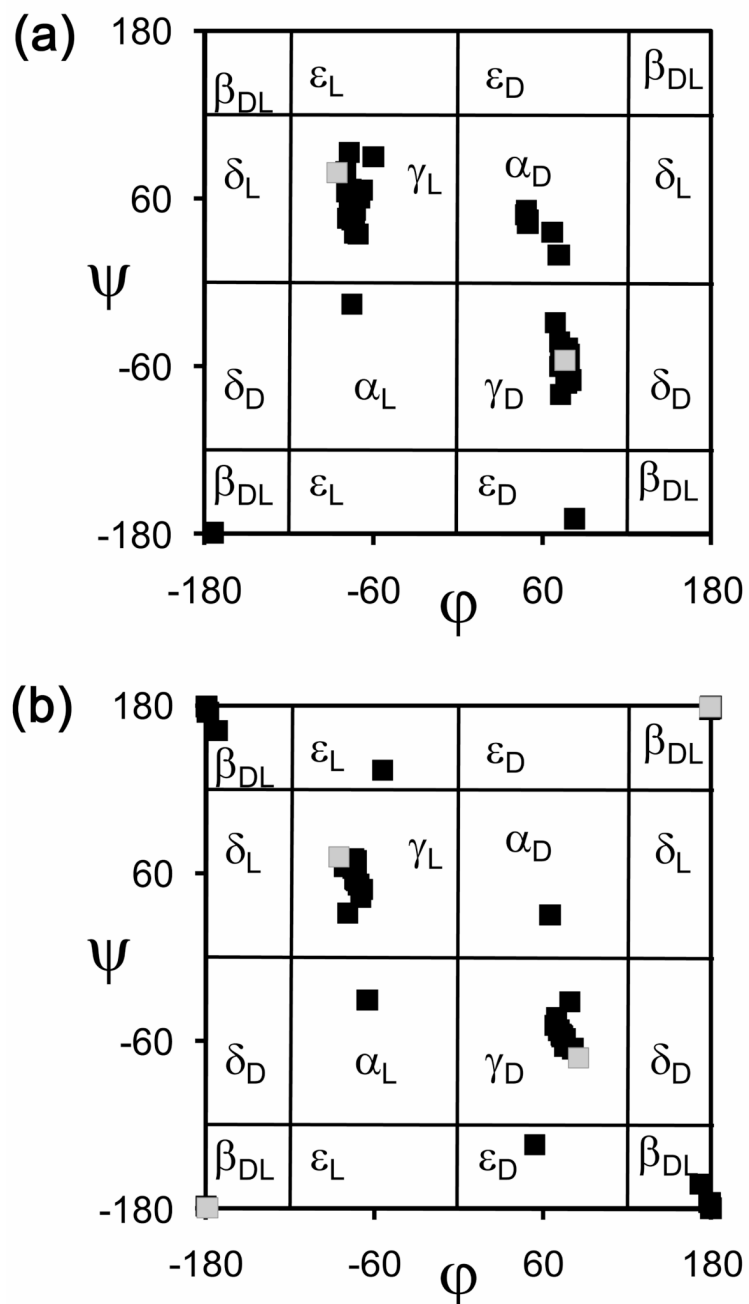 (a)
180
β_DL ε_L ε_D β_DL
δ_L γ_L α_D δ_L
60
ψ
-60
δ_D α_L γ_D δ_D
β_DL ε_L ε_D β_DL
-180
-180 -60 60 180
φ
(b)
180
β_DL ε_L ε_D β_DL
δ_L γ_L α_D δ_L
60
ψ
-60
δ_D α_L γ_D δ_D
β_DL ε_L ε_D β_DL
-180
-180 -60 60 180
φ